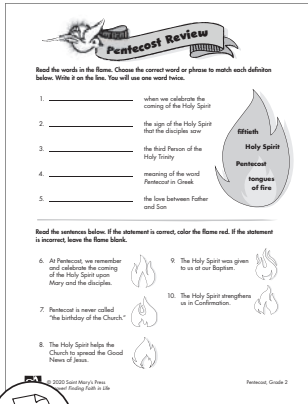 Pentecost Review
Read the words in the flame. Choose the correct word or phrase to match each definiton
below. Write it on the line. You will use one word twice.
1. ____________ when we celebrate the
coming of the Holy Spirit
2. ____________ the sign of the Holy Spirit
that the disciples saw
3. ____________ the third Person of the
Holy Trinity
4. ____________ meaning of the word
Pentecost in Greek
5. ____________ the love between Father
and Son
fiftieth
Holy Spirit
Pentecost
tongues
of fire
Read the sentences below. If the statement is correct, color the flame red. If the statement
is incorrect, leave the flame blank.
6. At Pentecost, we remember
and celebrate the coming
of the Holy Spirit upon
Mary and the disciples.
7. Pentecost is never called
"the birthday of the Church."
8. The Holy Spirit helps the
Church to spread the Good
News of Jesus.
9. The Holy Spirit was given
to us at our Baptism.
10. The Holy Spirit strengthens
us in Confirmation.
© 2020 Saint Mary's Press
Finding Faith in Life
Pentecost, Grade 2